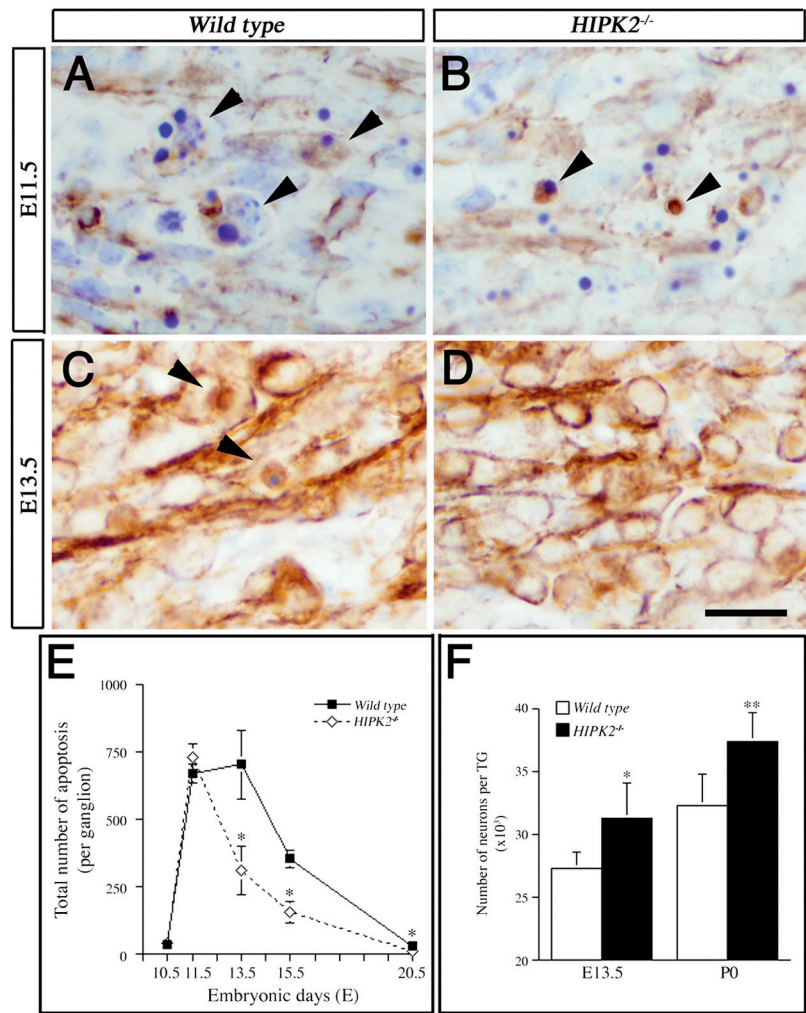 Wild type
HIPK2-/-
E11.5
A
B
E13.5
C
D
E
1000
750
500
250
0
Total number of apoptosis
(per ganglion)
Wild type
HIPK2-/-
*
*
*
10.5 11.5 13.5 15.5 20.5
Embryonic days (E)
F
40
35
30
25
20
Number of neurons per TG
(x10³)
Wild type
HIPK2-/-
*
**
E13.5 P0